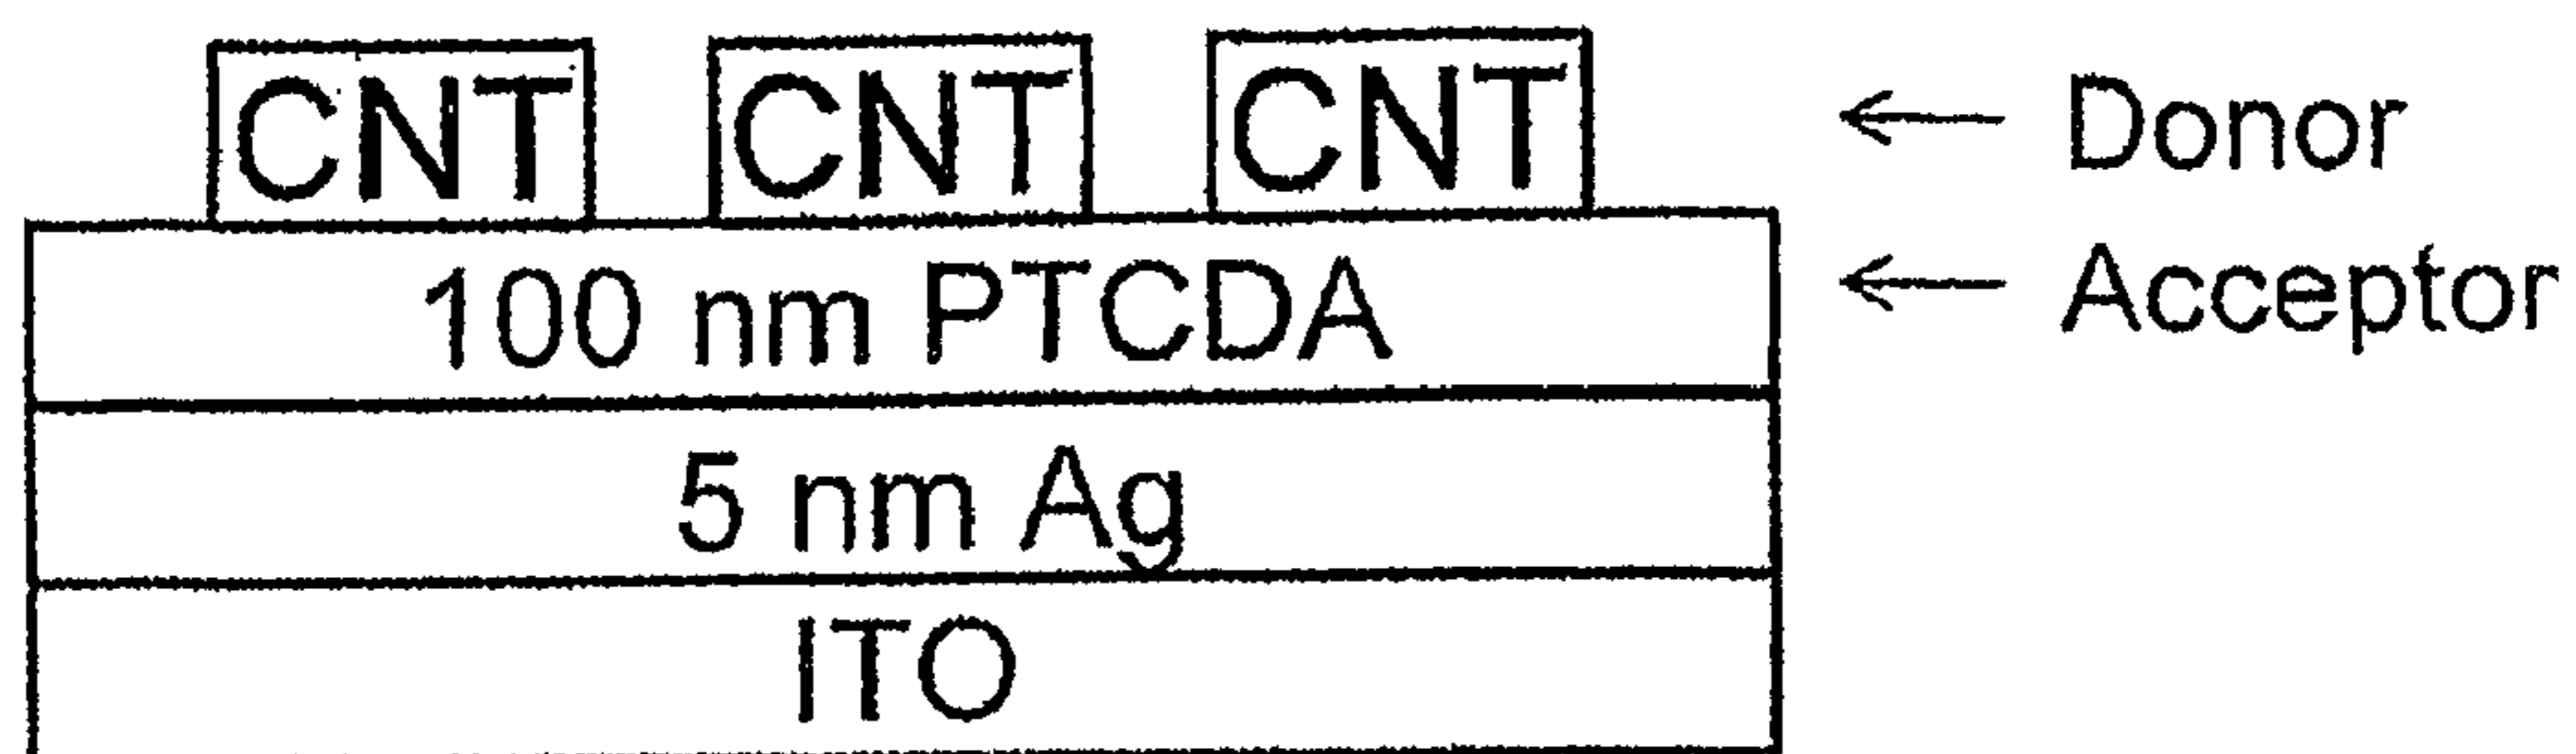 CNT CNT CNT ← Donor
100 nm PTCDA ← Acceptor
5 nm Ag
ITO